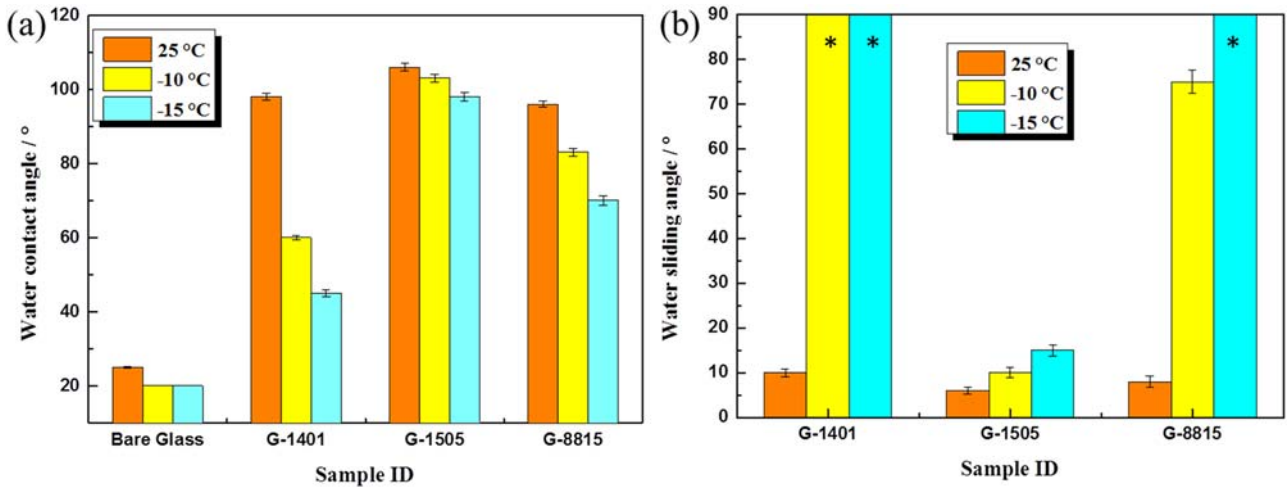 (a)
120
100
80
60
40
20
Water contact angle / °
25 °C
-10 °C
-15 °C
Bare Glass G-1401 G-1505 G-8815
Sample ID
(b)
90
80
70
60
50
40
30
20
10
0
Water sliding angle / °
25 °C
-10 °C
-15 °C
* * *
G-1401 G-1505 G-8815
Sample ID